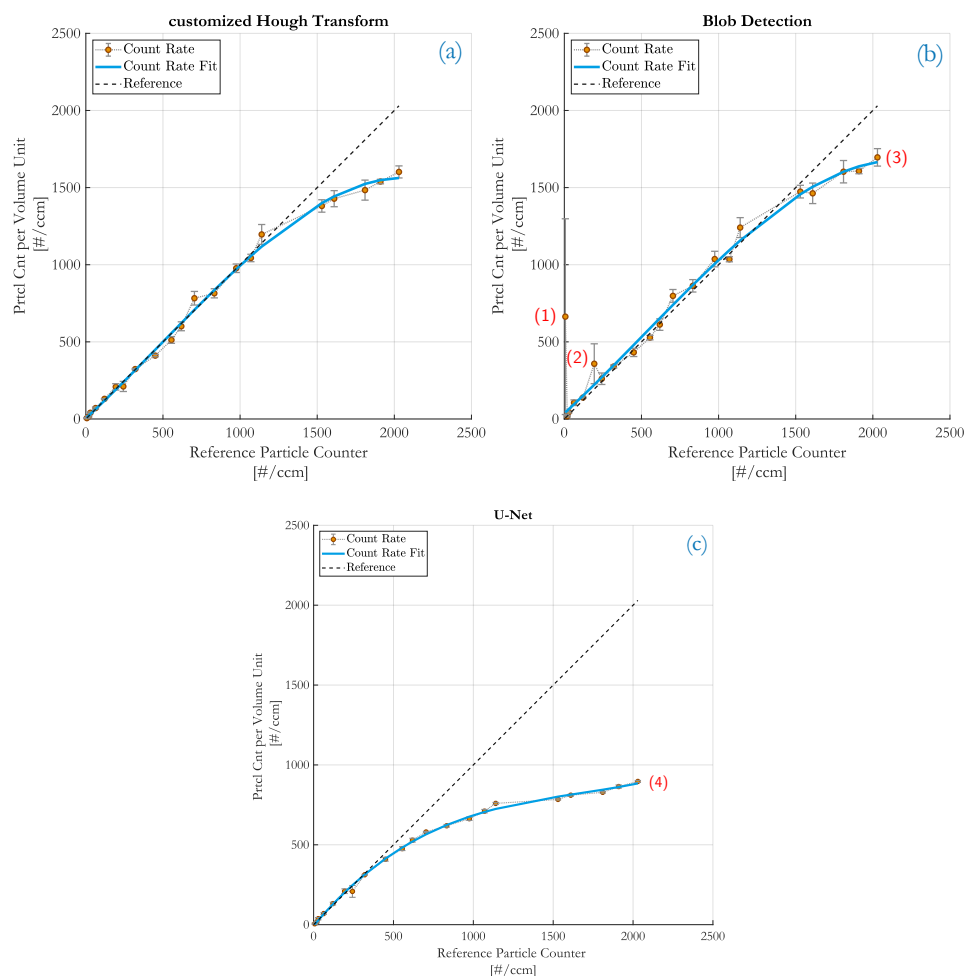 customized Hough Transform
2500
2000
1500
1000
500
0
Prtcl Cnt per Volume Unit
[#/ccm]
Count Rate
Count Rate Fit
Reference
(a)
0 500 1000 1500 2000 2500
Reference Particle Counter
[#/ccm]
Blob Detection
2500
2000
1500
1000
500
0
Prtcl Cnt per Volume Unit
[#/ccm]
Count Rate
Count Rate Fit
Reference
(b)
(3)
(1)
(2)
0 500 1000 1500 2000 2500
Reference Particle Counter
[#/ccm]
U-Net
2500
2000
1500
1000
500
0
Prtcl Cnt per Volume Unit
[#/ccm]
Count Rate
Count Rate Fit
Reference
(c)
(4)
0 500 1000 1500 2000 2500
Reference Particle Counter
[#/ccm]